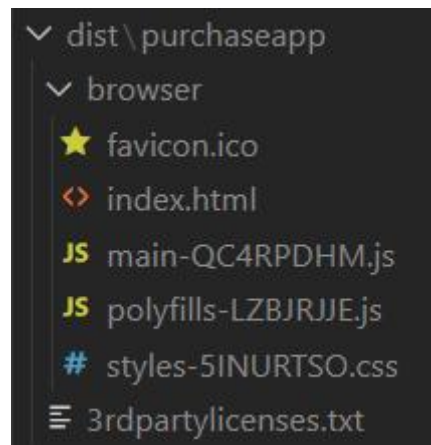 dist\purchaseapp
browser
favicon.ico
<> index.html
JS main-QC4RPDHM.js
JS polyfills-LZBJRJJE.js
# styles-5INURTSO.css
3rdpartylicenses.txt